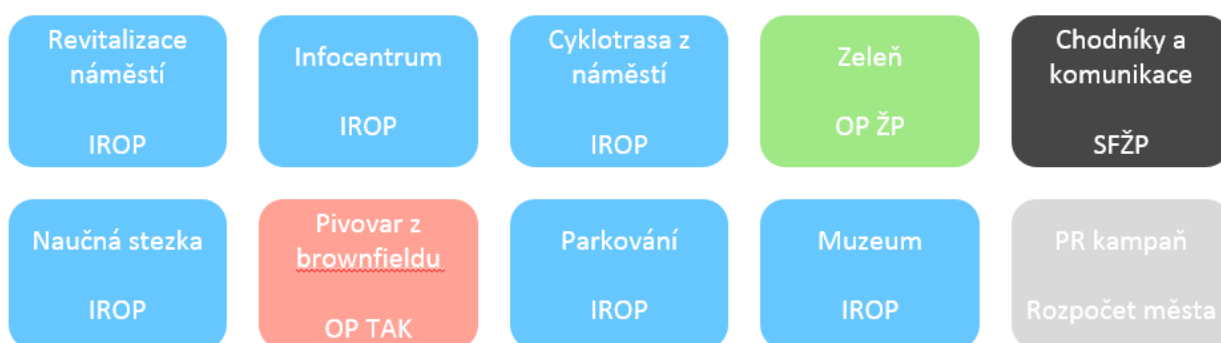 Revitalizace
náměstí
IROP
Infocentrum
IROP
Cyklotrasa z
náměstí
IROP
Zeleň
OP ŽP
Chodníky a
komunikace
SFŽP
Naučná stezka
IROP
Pivovar z
brownfieldu
OP TAK
Parkování
IROP
Muzeum
IROP
PR kampaň
Rozpočet města